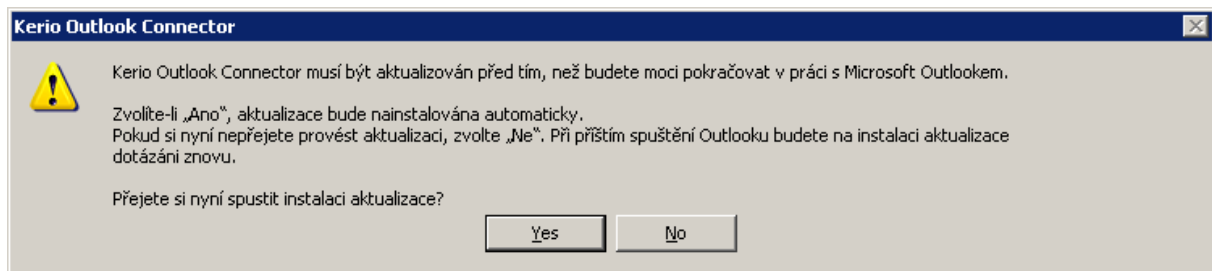 Kerio Outlook Connector
Kerio Outlook Connector musí být aktualizován před tím, než budete moci pokračovat v práci s Microsoft Outlookem.
Zvolíte-li „Ano“, aktualizace bude nainstalována automaticky.
Pokud si nyní nepřejete provést aktualizaci, zvolte „Ne“. Při příštím spuštění Outlooku budete na instalaci aktualizace
dotázáni znovu.
Přejete si nyní spustit instalaci aktualizace?
Yes No